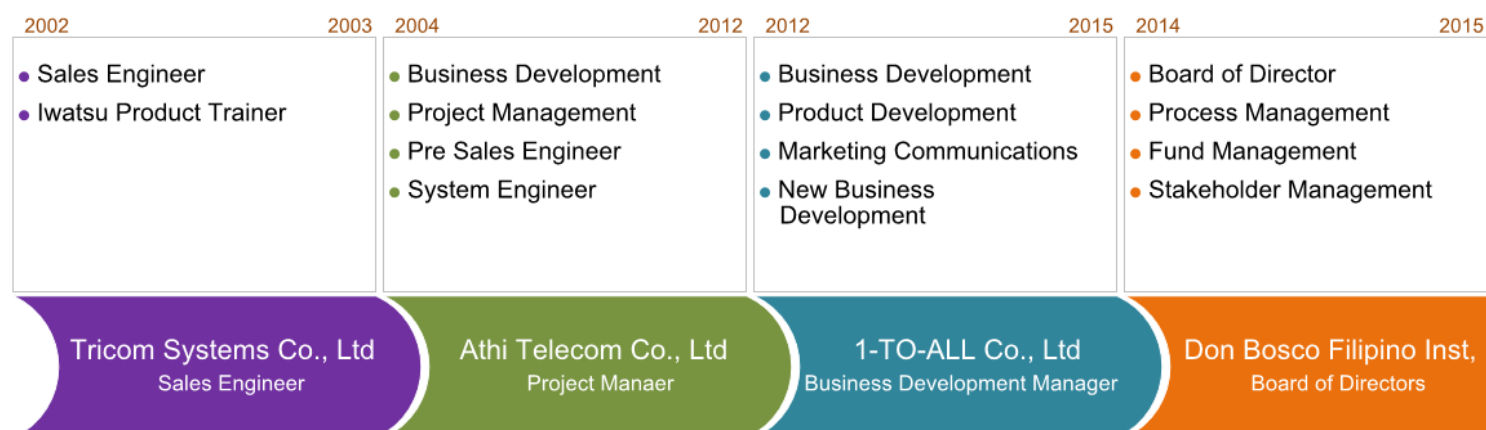 2002 2003
• Sales Engineer
• Iwatsu Product Trainer
Tricom Systems Co., Ltd
Sales Engineer
2004 2012
• Business Development
• Project Management
• Pre Sales Engineer
• System Engineer
Athi Telecom Co., Ltd
Project Manaer
2012 2015
• Business Development
• Product Development
• Marketing Communications
• New Business
Development
1-TO-ALL Co., Ltd
Business Development Manager
2014 2015
• Board of Director
• Process Management
• Fund Management
• Stakeholder Management
Don Bosco Filipino Inst,
Board of Directors